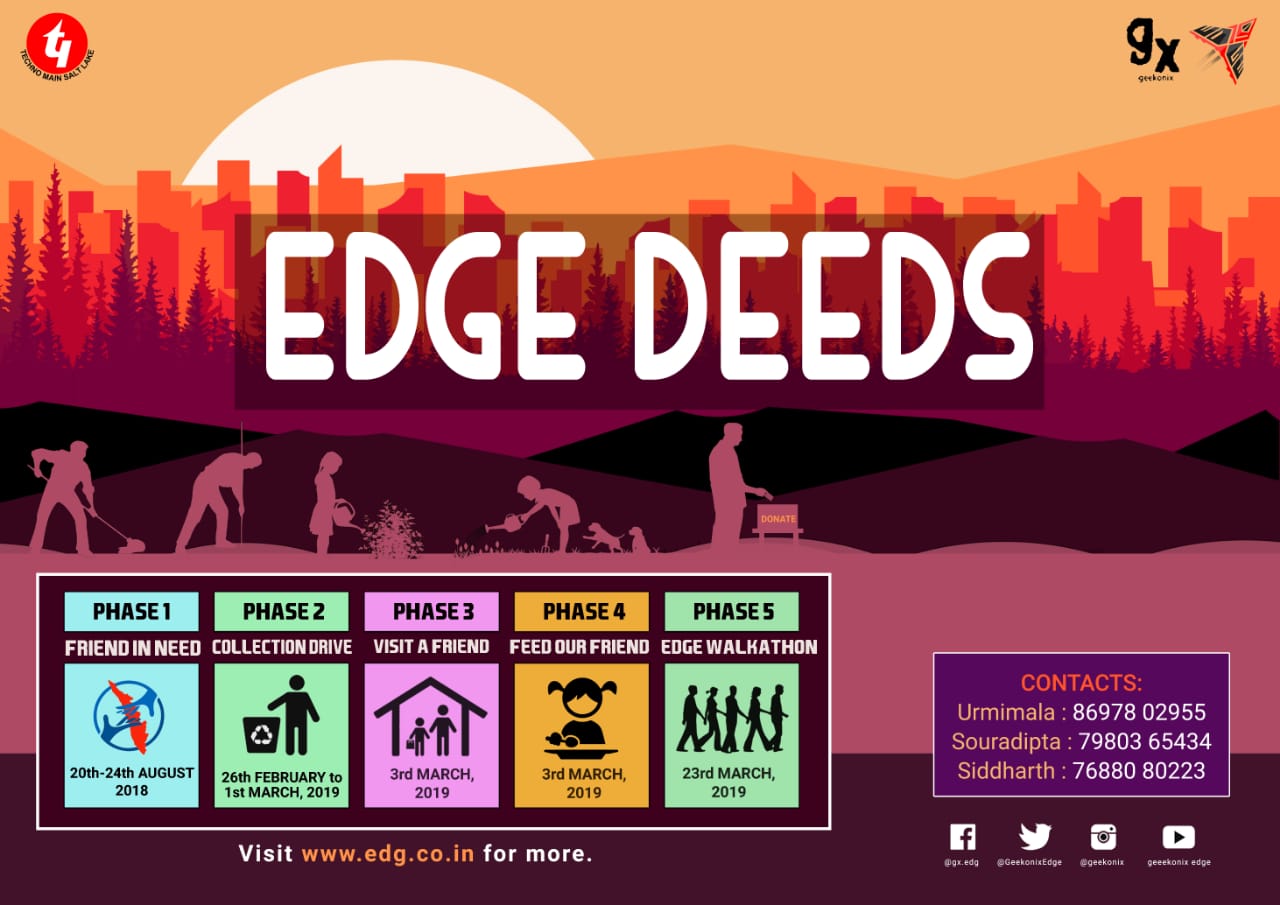 TECHNO MAIN SALT LAKE
gx
geekonix
EDGE DEEDS
DONATE
PHASE 1
FRIEND IN NEED
20th-24th AUGUST
2018
PHASE 2
COLLECTION DRIVE
26th FEBRUARY to
1st MARCH, 2019
PHASE 3
VISIT A FRIEND
3rd MARCH,
2019
PHASE 4
FEED OUR FRIEND
3rd MARCH,
2019
PHASE 5
EDGE WALKATHON
23rd MARCH,
2019
Visit www.edg.co.in for more.
CONTACTS:
Urmimala : 86978 02955
Souradipta : 79803 65434
Siddharth : 76880 80223
@gx.edg
@GeekonixEdge
@geekonix
geeekonix edge